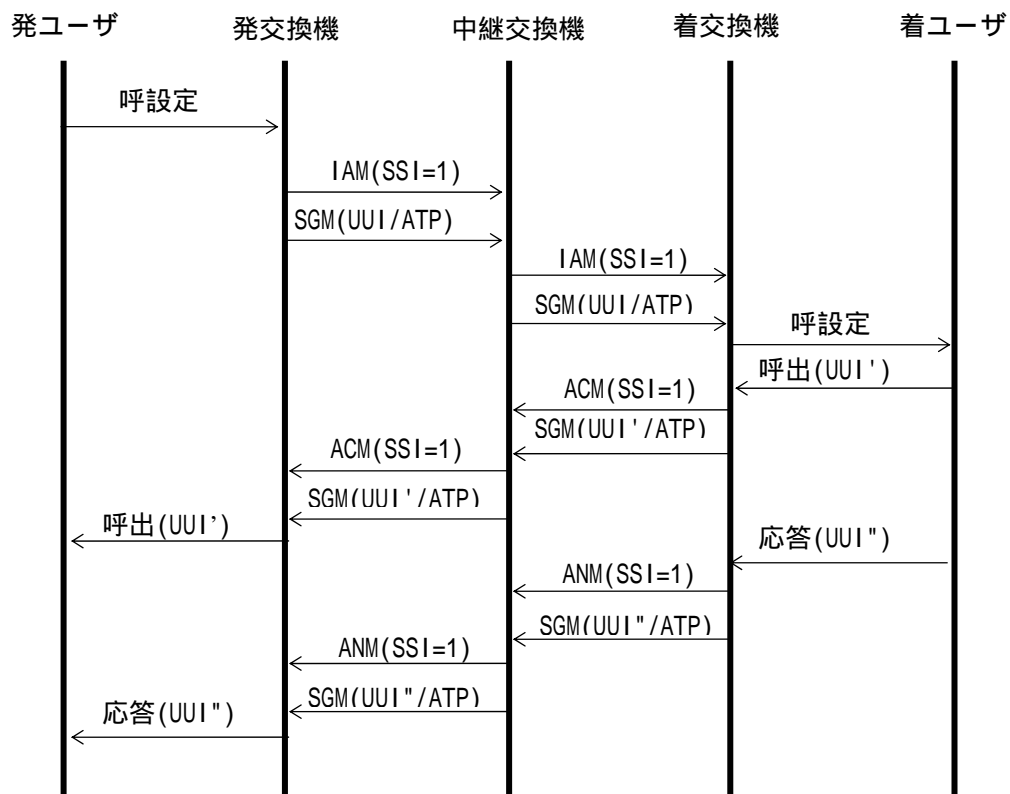 発ユーザ 発交換機 中継交換機 着交換機 着ユーザ
呼設定
IAM(SSI=1)
SGM(UUI/ATP)
IAM(SSI=1)
SGM(UUI/ATP)
呼設定
呼出(UUI')
ACM(SSI=1)
SGM(UUI'/ATP)
ACM(SSI=1)
SGM(UUI'/ATP)
呼出(UUI’)
応答(UUI")
ANM(SSI=1)
SGM(UUI"/ATP)
ANM(SSI=1)
SGM(UUI"/ATP)
応答(UUI")